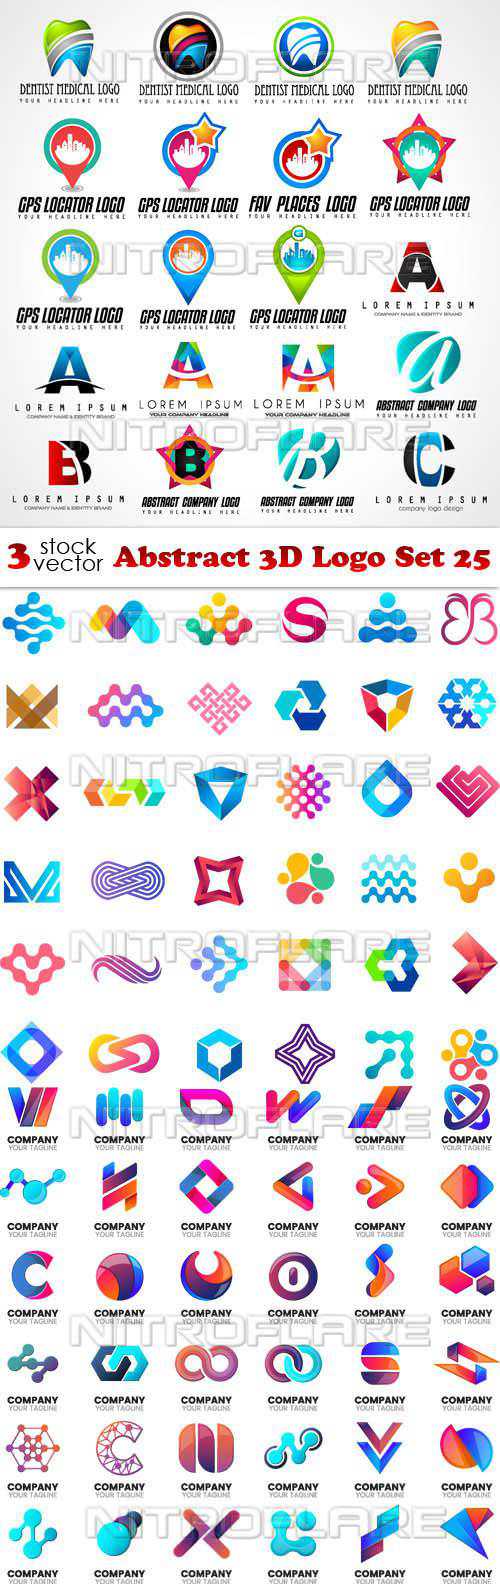 DENTIST MEDICAL LOGO DENTIST MEDICAL LOGO DENTIST MEDICAL LOGO DENTIST MEDICAL LOGO
YOUR HEADLINE HERE YOUR HEADLINE HERE YOUR HEADLINE HERE YOUR HEADLINE HERE
NITROFLARE
GPS LOCATOR LOGO GPS LOCATOR LOGO FAV PLACES LOGO GPS LOCATOR LOGO
YOUR HEADLINE HERE YOUR HEADLINE HERE YOUR HEADLINE HERE YOUR HEADLINE HERE
NITROFLARE
G
A
GPS LOCATOR LOGO GPS LOCATOR LOGO GPS LOCATOR LOGO LOREM IPSUM
YOUR HEADLINE HERE YOUR HEADLINE HERE YOUR HEADLINE HERE COMPANY NAME & IDENTITY BRAND
NITROFLARE
A A A a
LOREM IPSUM LOREM IPSUM LOREM IPSUM ABSTRACT COMPANY LOGO
COMPANY NAME & IDENTITY BRAND YOUR COMPANY HEADLINE YOUR COMPANY HEADLINE YOUR HEADLINE HERE
NITROFLARE
B B B C
LOREM IPSUM ABSTRACT COMPANY LOGO ABSTRACT COMPANY LOGO LOREM IPSUM
COMPANY NAME & IDENTITY BRAND YOUR HEADLINE HERE YOUR HEADLINE HERE company logo design
NITROFLARE
3 stock vector Abstract 3D Logo Set 25
NITROFLARE
NITROFLARE
NITROFLARE
NITROFLARE
NITROFLARE
COMPANY COMPANY COMPANY COMPANY COMPANY COMPANY
YOUR TAGLINE YOUR TAGLINE YOUR TAGLINE YOUR TAGLINE YOUR TAGLINE YOUR TAGLINE
COMPANY COMPANY COMPANY COMPANY COMPANY COMPANY
YOUR TAGLINE YOUR TAGLINE YOUR TAGLINE YOUR TAGLINE YOUR TAGLINE YOUR TAGLINE
COMPANY COMPANY COMPANY COMPANY COMPANY COMPANY
YOUR TAGLINE YOUR TAGLINE YOUR TAGLINE YOUR TAGLINE YOUR TAGLINE YOUR TAGLINE
NITROFLARE
COMPANY COMPANY COMPANY COMPANY COMPANY COMPANY
YOUR TAGLINE YOUR TAGLINE YOUR TAGLINE YOUR TAGLINE YOUR TAGLINE YOUR TAGLINE
NITROFLARE
COMPANY COMPANY COMPANY COMPANY COMPANY COMPANY
YOUR TAGLINE YOUR TAGLINE YOUR TAGLINE YOUR TAGLINE YOUR TAGLINE YOUR TAGLINE
NITROFLARE
COMPANY COMPANY COMPANY COMPANY COMPANY COMPANY
YOUR TAGLINE YOUR TAGLINE YOUR TAGLINE YOUR TAGLINE YOUR TAGLINE YOUR TAGLINE